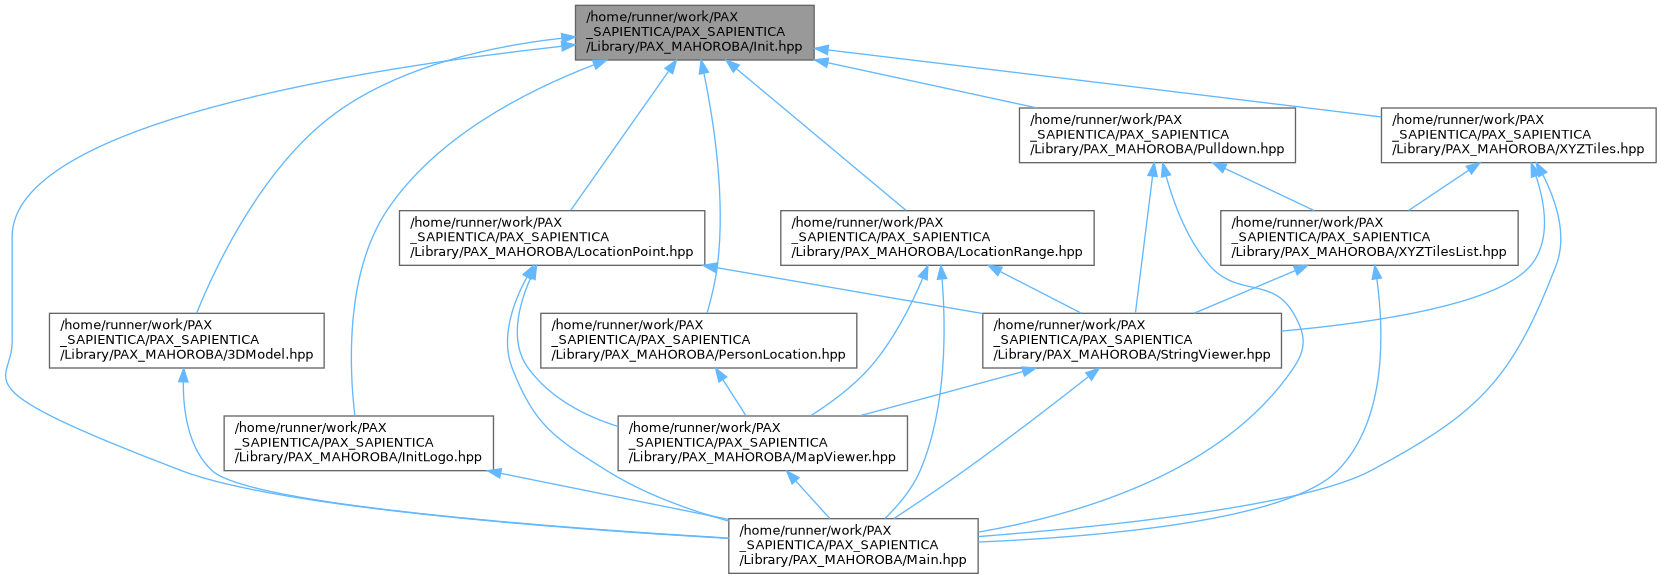 /home/runner/work/PAX
_SAPIENTICA/PAX_SAPIENTICA
/Library/PAX_MAHOROBA/Init.hpp
/home/runner/work/PAX
_SAPIENTICA/PAX_SAPIENTICA
/Library/PAX_MAHOROBA/Pulldown.hpp
/home/runner/work/PAX
_SAPIENTICA/PAX_SAPIENTICA
/Library/PAX_MAHOROBA/XYZTiles.hpp
/home/runner/work/PAX
_SAPIENTICA/PAX_SAPIENTICA
/Library/PAX_MAHOROBA/LocationPoint.hpp
/home/runner/work/PAX
_SAPIENTICA/PAX_SAPIENTICA
/Library/PAX_MAHOROBA/LocationRange.hpp
/home/runner/work/PAX
_SAPIENTICA/PAX_SAPIENTICA
/Library/PAX_MAHOROBA/XYZTilesList.hpp
/home/runner/work/PAX
_SAPIENTICA/PAX_SAPIENTICA
/Library/PAX_MAHOROBA/3DModel.hpp
/home/runner/work/PAX
_SAPIENTICA/PAX_SAPIENTICA
/Library/PAX_MAHOROBA/PersonLocation.hpp
/home/runner/work/PAX
_SAPIENTICA/PAX_SAPIENTICA
/Library/PAX_MAHOROBA/StringViewer.hpp
/home/runner/work/PAX
_SAPIENTICA/PAX_SAPIENTICA
/Library/PAX_MAHOROBA/InitLogo.hpp
/home/runner/work/PAX
_SAPIENTICA/PAX_SAPIENTICA
/Library/PAX_MAHOROBA/MapViewer.hpp
/home/runner/work/PAX
_SAPIENTICA/PAX_SAPIENTICA
/Library/PAX_MAHOROBA/Main.hpp